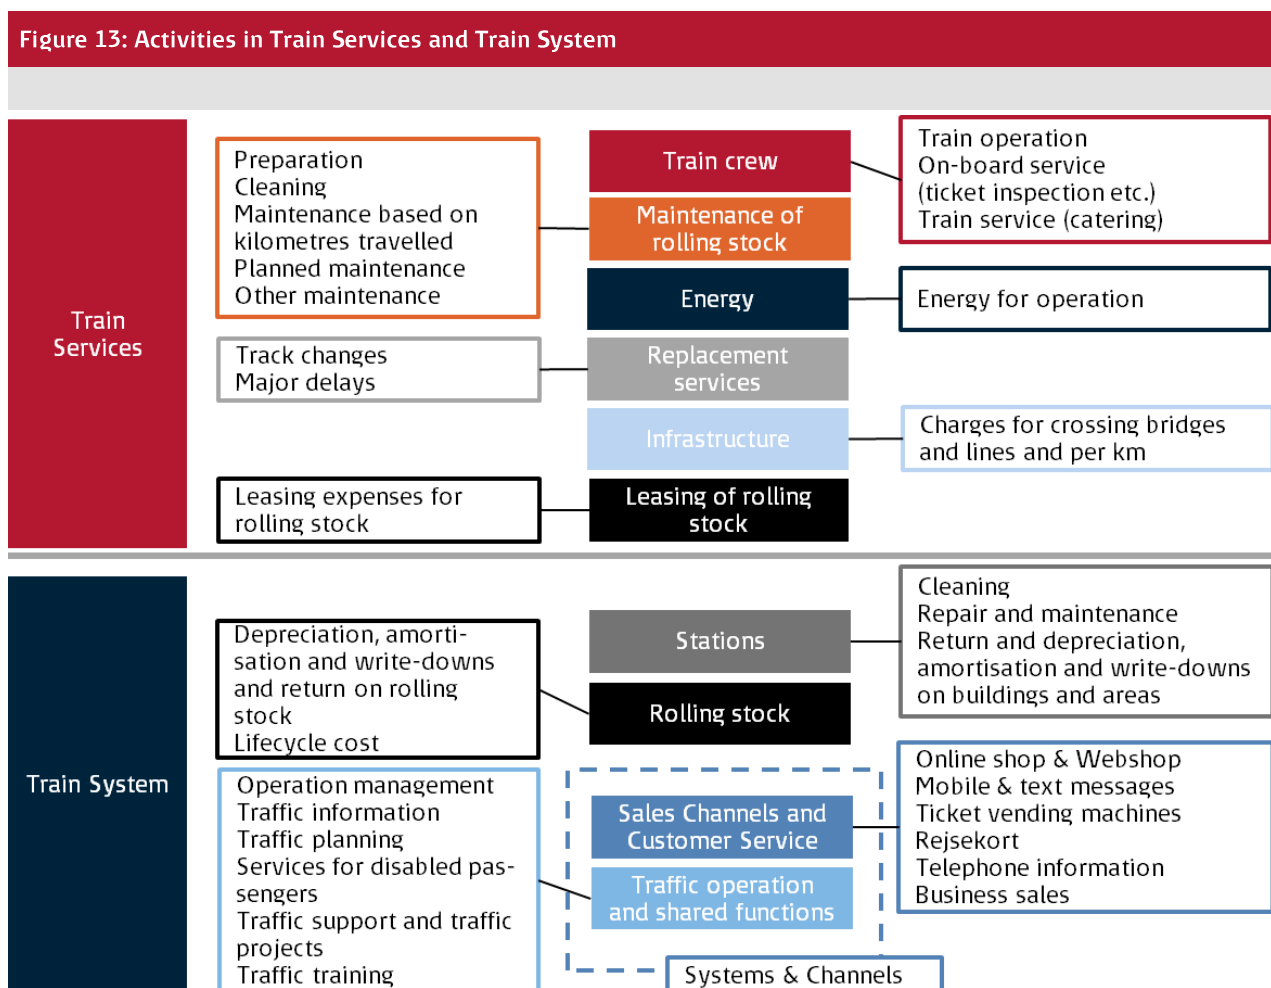 Figure 13: Activities in Train Services and Train System
Train
Services
Preparation
Cleaning
Maintenance based on
kilometres travelled
Planned maintenance
Other maintenance
Train crew
Train operation
On-board service
(ticket inspection etc.)
Train service (catering)
Maintenance of
rolling stock
Energy
Energy for operation
Track changes
Major delays
Replacement
services
Infrastructure
Charges for crossing bridges
and lines and per km
Leasing expenses for
rolling stock
Leasing of rolling
stock
Train System
Depreciation, amorti-
sation and write-downs
and return on rolling
stock
Lifecycle cost
Stations
Cleaning
Repair and maintenance
Return and depreciation,
amortisation and write-downs
on buildings and areas
Rolling stock
Operation management
Traffic information
Traffic planning
Services for disabled pas-
sengers
Traffic support and traffic
projects
Traffic training
Sales Channels and
Customer Service
Online shop & Webshop
Mobile & text messages
Ticket vending machines
Rejsekort
Telephone information
Business sales
Traffic operation
and shared functions
Systems & Channels